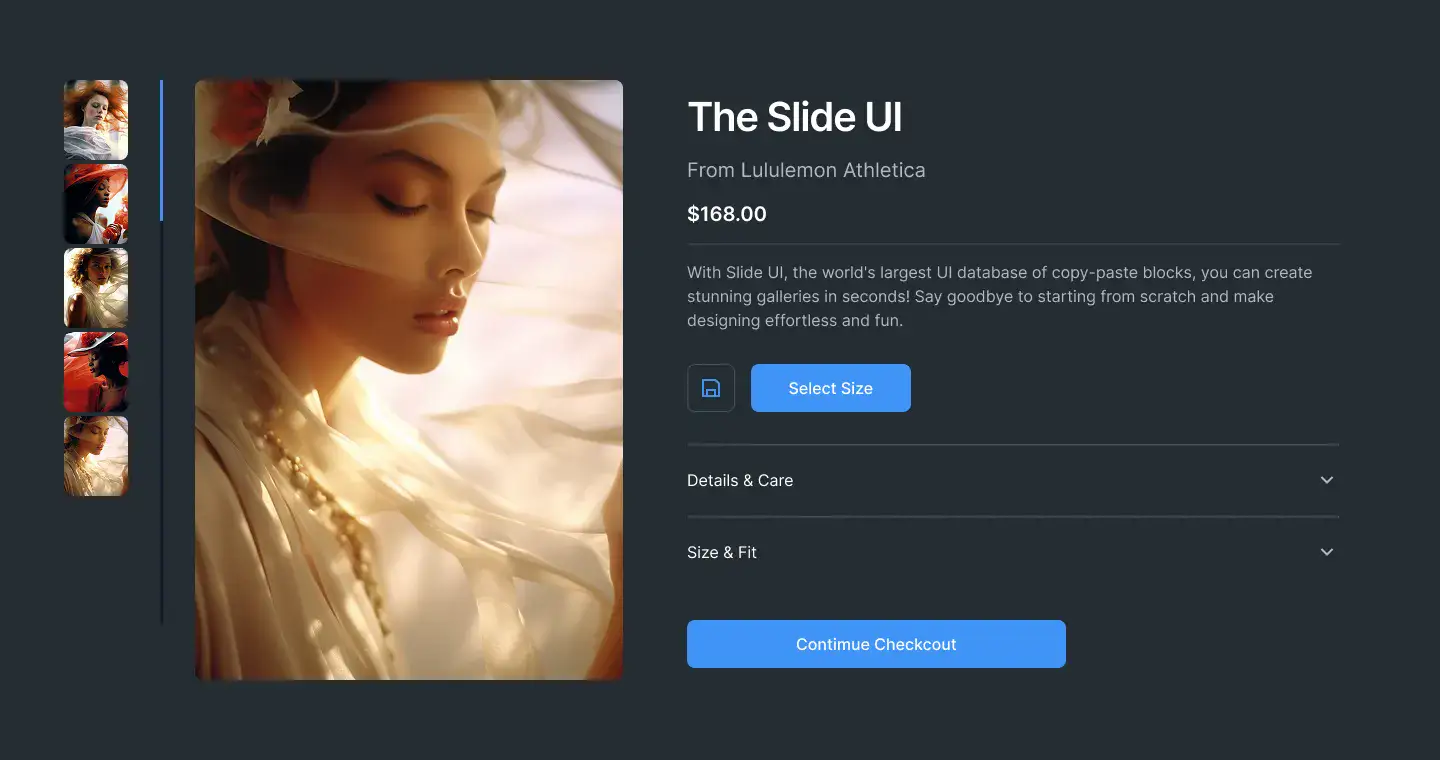 The Slide UI
From Lululemon Athletica
$168.00
With Slide UI, the world's largest UI database of copy-paste blocks, you can create
stunning galleries in seconds! Say goodbye to starting from scratch and make
designing effortless and fun.
Select Size
Details & Care
Size & Fit
Contimue Checkcout